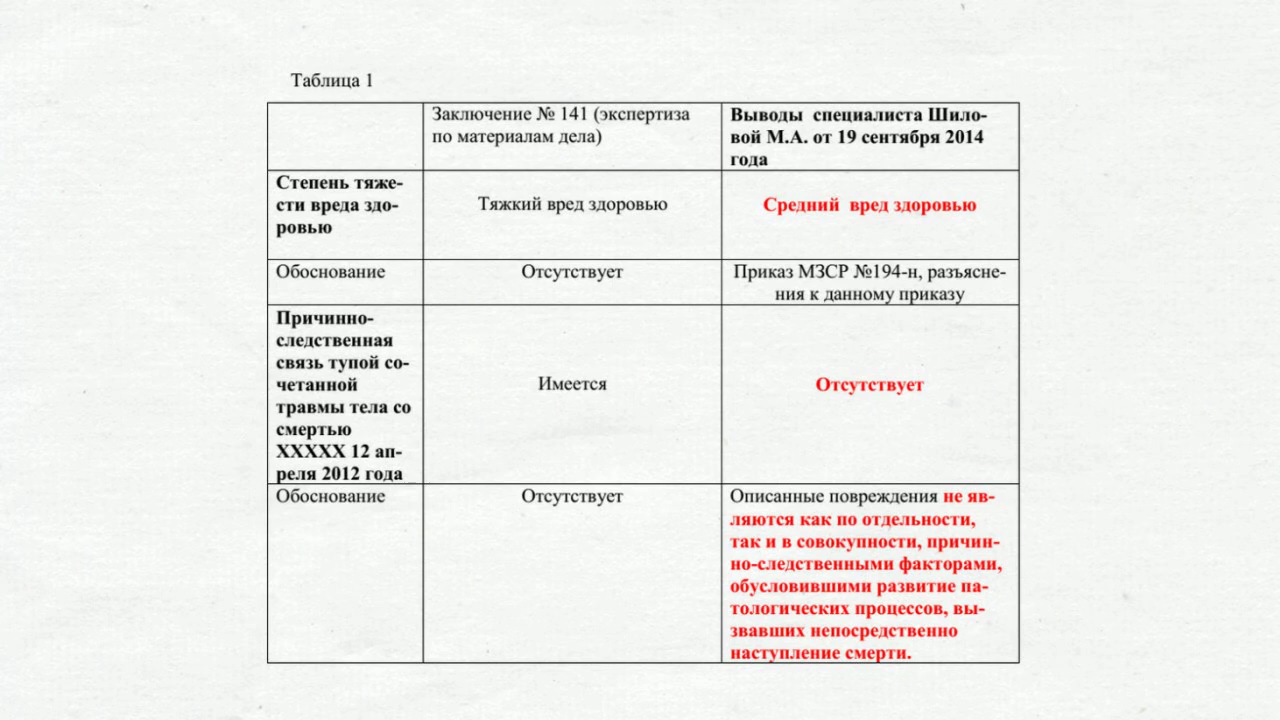 Таблица 1
Заключение № 141 (экспертиза
по материалам дела)
Выводы специалиста Шило-
вой М.А. от 19 сентября 2014
года
Степень тяже-
сти вреда здо-
ровью
Тяжкий вред здоровью
Средний вред здоровью
Обоснование
Отсутствует
Приказ МЗСР №194-н, разъясне-
ния к данному приказу
Причинно-
следственная
связь тупой со-
четанной
травмы тела со
смертью
ХХХХХ 12 ап-
реля 2012 года
Имеется
Отсутствует
Обоснование
Отсутствует
Описанные повреждения не яв-
ляются как по отдельности,
так и в совокупности, причин-
но-следственными факторами,
обусловившими развитие па-
тологических процессов, вы-
звавших непосредственно
наступление смерти.